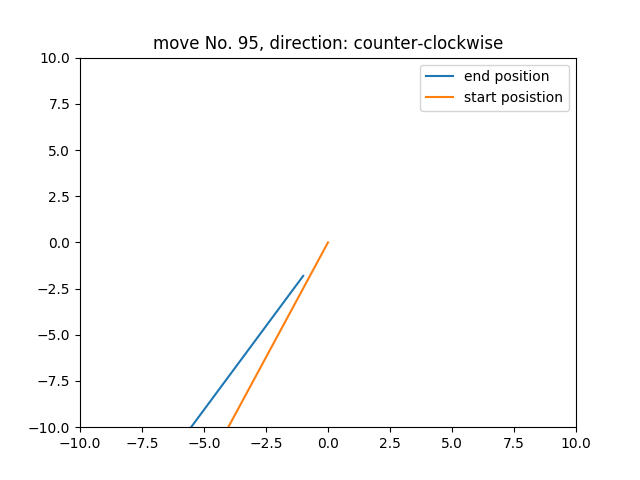 move No. 95, direction: counter-clockwise
end position
start posistion
10.0
7.5
5.0
2.5
0.0
−2.5
−5.0
−7.5
−10.0
−10.0 −7.5 −5.0 −2.5 0.0 2.5 5.0 7.5 10.0